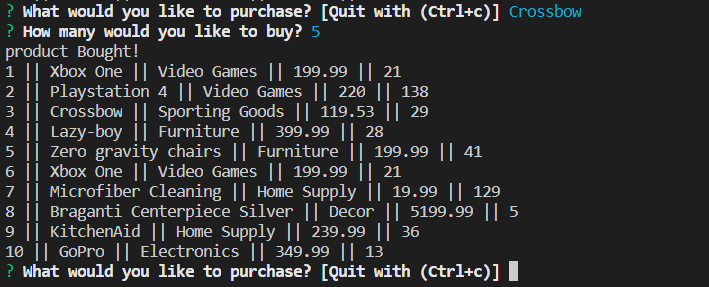 ? What would you like to purchase? [Quit with (Ctrl+c)] Crossbow
? How many would you like to buy? 5
product Bought!
1 || Xbox One || Video Games || 199.99 || 21
2 || Playstation 4 || Video Games || 220 || 138
3 || Crossbow || Sporting Goods || 119.53 || 29
4 || Lazy-boy || Furniture || 399.99 || 28
5 || Zero gravity chairs || Furniture || 199.99 || 41
6 || Xbox One || Video Games || 199.99 || 21
7 || Microfiber Cleaning || Home Supply || 19.99 || 129
8 || Braganti Centerpiece Silver || Decor || 5199.99 || 5
9 || KitchenAid || Home Supply || 239.99 || 36
10 || GoPro || Electronics || 349.99 || 13
? What would you like to purchase? [Quit with (Ctrl+c)]